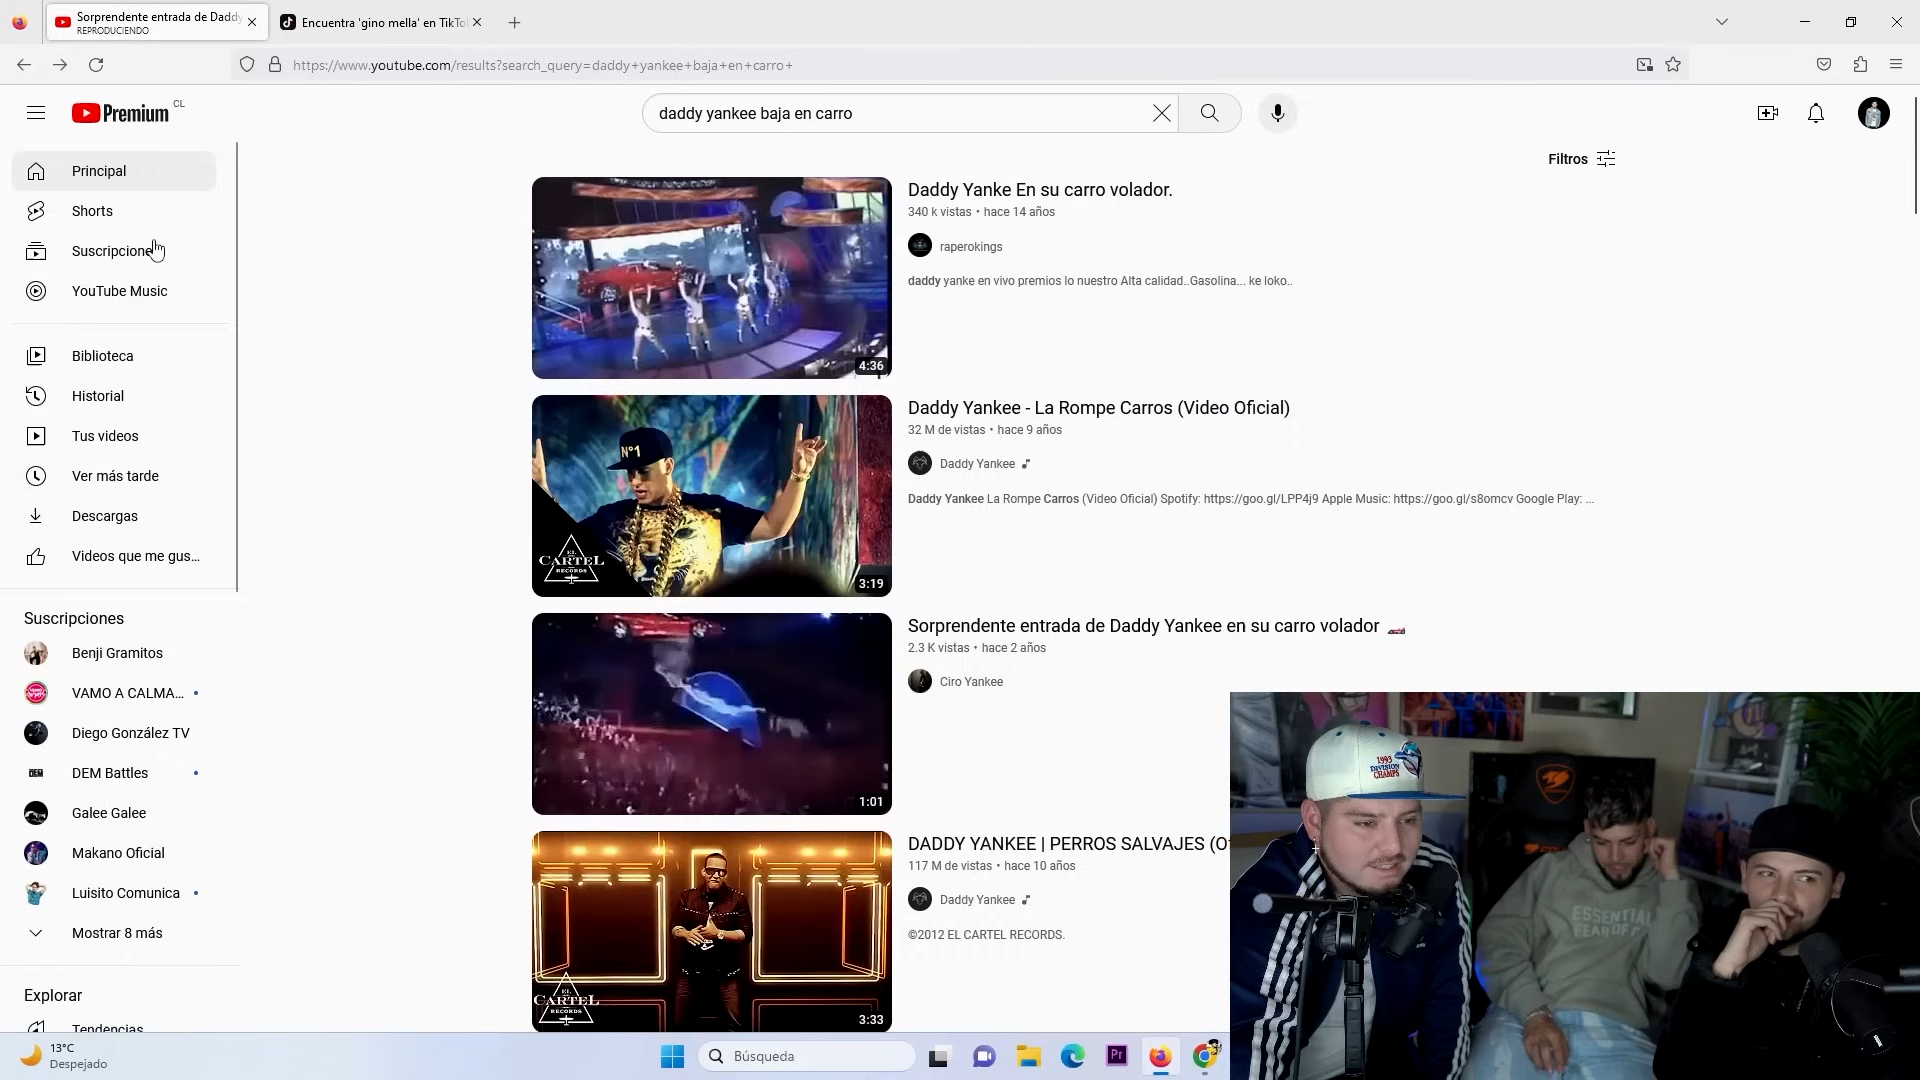 Sorprendente entrada de Daddy
REPRODUCIENDO
Encuentra 'gino mella' en TikTo
https://www.youtube.com/results?search_query=daddy+yankee+baja+en+carro+
Premium CL
daddy yankee baja en carro
Filtros
Principal
Shorts
Suscripcione
YouTube Music
Biblioteca
Historial
Tus videos
Ver más tarde
Descargas
Videos que me gus...
Suscripciones
Benji Gramitos
VAMO A CALMA...
Diego González TV
DEM Battles
Galee Galee
Makano Oficial
Luisito Comunica
Mostrar 8 más
Explorar
Tendencias
Daddy Yanke En su carro volador.
340 k vistas • hace 14 años
raperokings
daddy yanke en vivo premios lo nuestro Alta calidad..Gasolina... ke loko..
4:36
Daddy Yankee - La Rompe Carros (Video Oficial)
32 M de vistas • hace 9 años
Daddy Yankee
Daddy Yankee La Rompe Carros (Video Oficial) Spotify: https://goo.gl/LPP4j9 Apple Music: https://goo.gl/s8omcv Google Play: ...
Nº1
EL
CARTEL
RECORDS
3:19
Sorprendente entrada de Daddy Yankee en su carro volador
2.3 K vistas • hace 2 años
Ciro Yankee
1:01
DADDY YANKEE | PERROS SALVAJES (O
117 M de vistas • hace 10 años
Daddy Yankee
©2012 EL CARTEL RECORDS.
EL
CARTEL
RECORDS
3:33
1993
DIVISION
CHAMPS
ESSENTIAL
FEAR OF
13°C
Despejado
Búsqueda
Pr